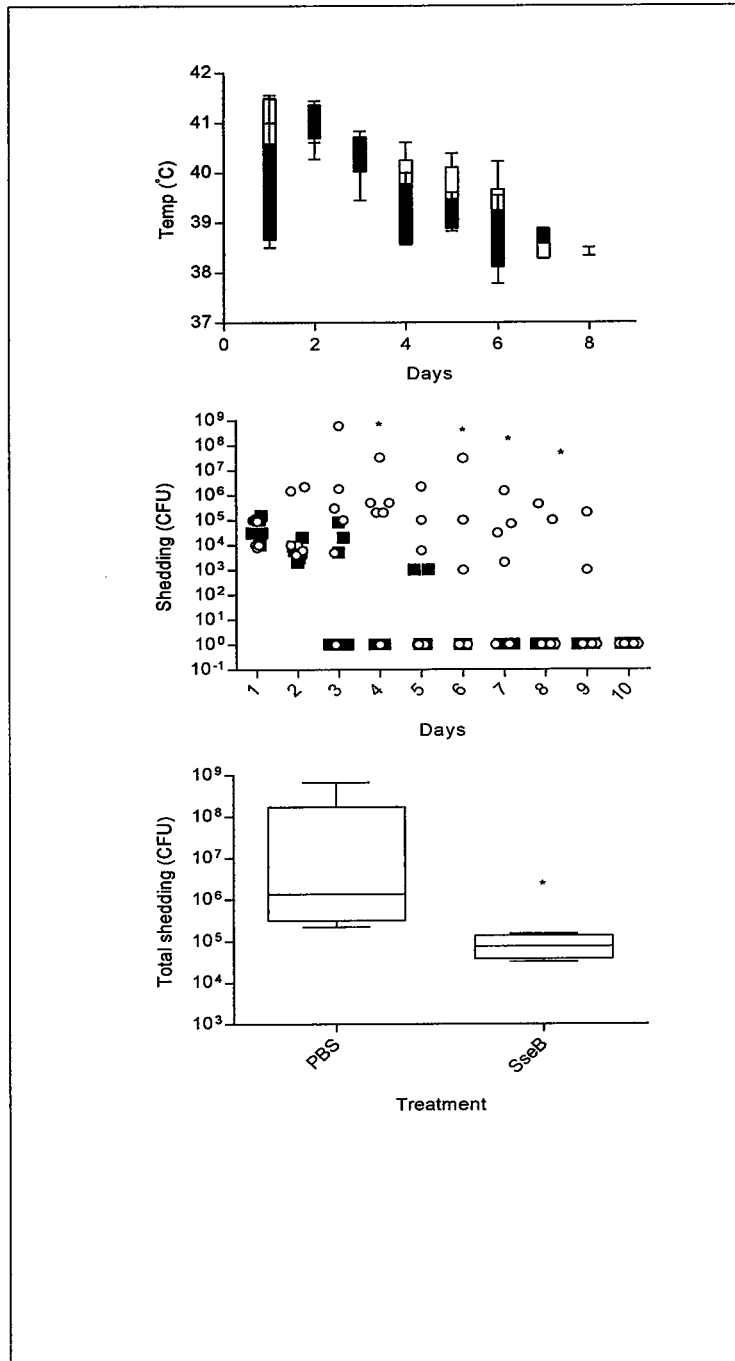 42
41
40
39
38
37
Temp (°C)
0 2 4 6 8
Days
10⁹
10⁸
10⁷
10⁶
10⁵
10⁴
10³
10²
10¹
10⁰
10⁻¹
Shedding (CFU)
* * * *
1 2 3 4 5 6 7 8 9 10
Days
10⁹
10⁸
10⁷
10⁶
10⁵
10⁴
10³
Total shedding (CFU)
*
PBS SseB
Treatment